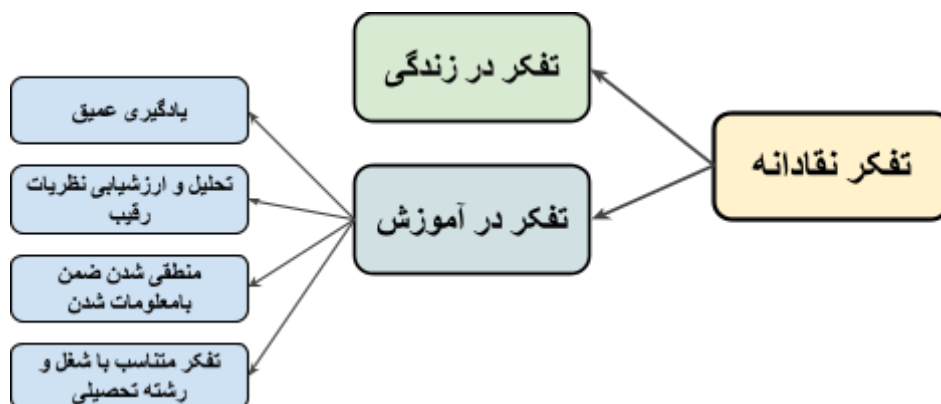 تفکر نقادانه
تفکر در زندگی
تفکر در آموزش
یادگیری عمیق
تحلیل و ارزشیابی نظریات
رقیب
منطقی شدن ضمن
بامعلومات شدن
تفکر متناسب با شغل و
رشته تحصیلی